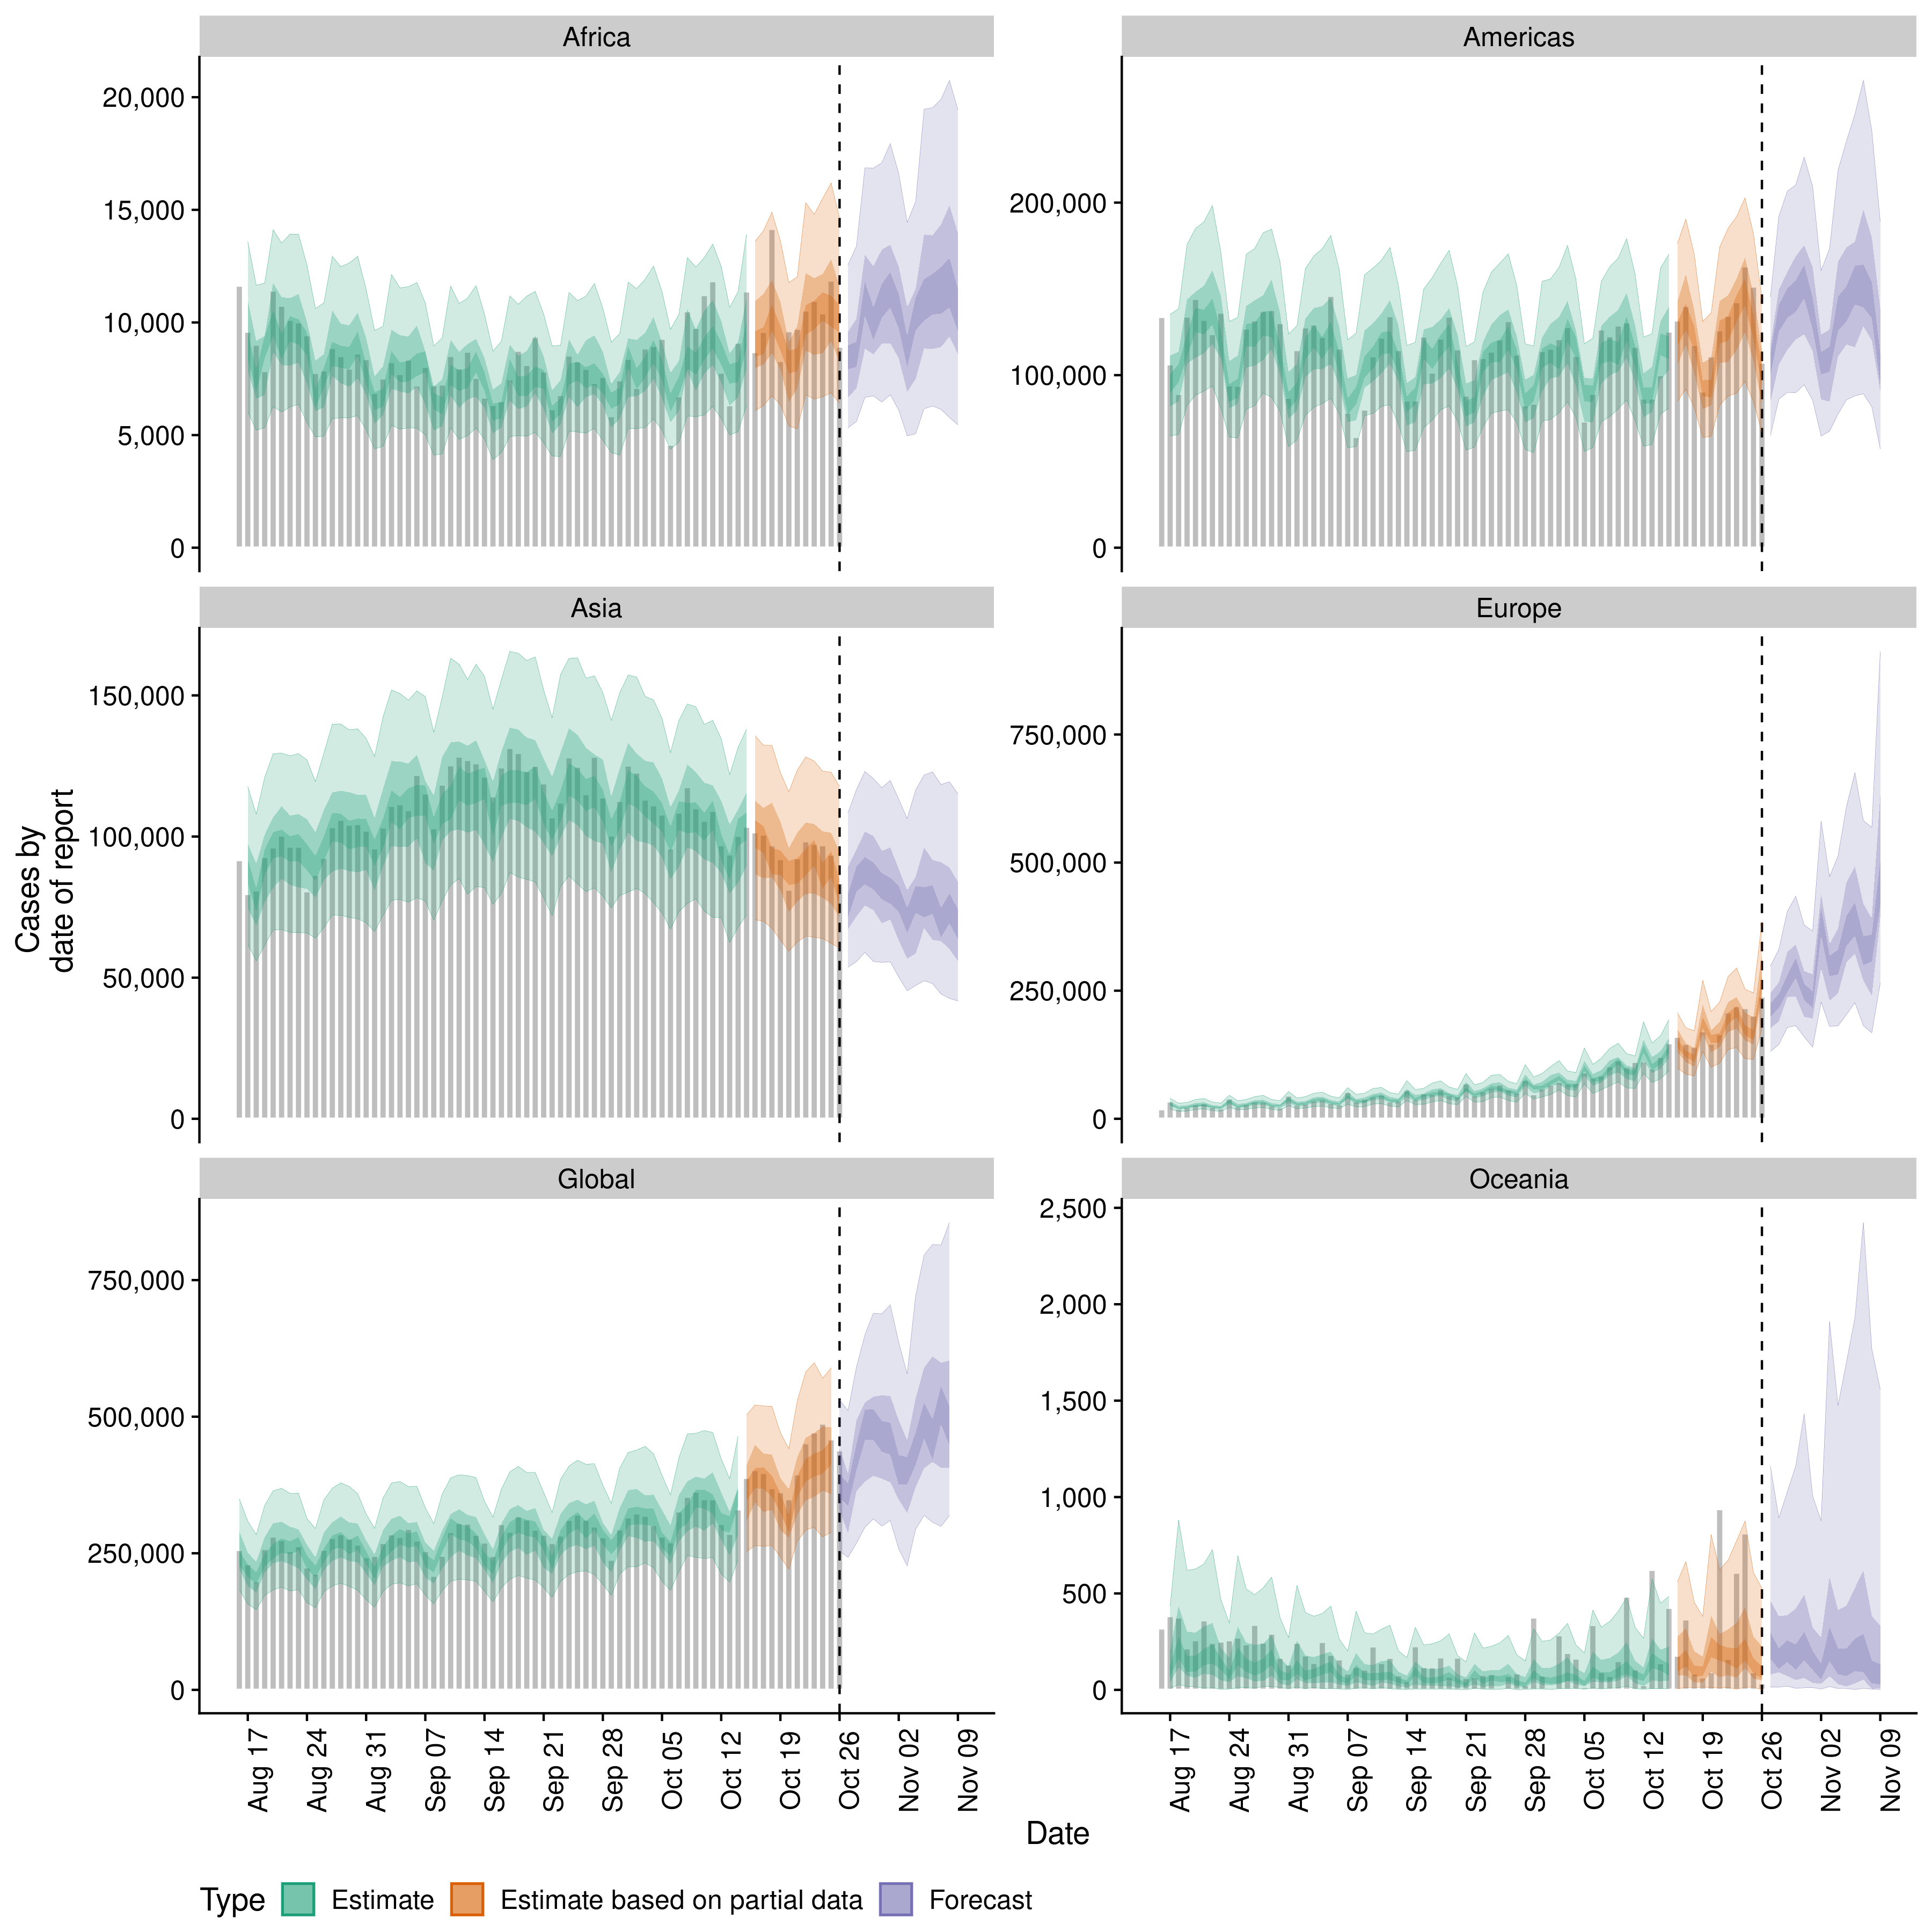 Africa
Americas
20,000
15,000
10,000
5,000
0
200,000
100,000
0
Asia
Europe
150,000
100,000
50,000
0
750,000
500,000
250,000
0
Global
Oceania
750,000
500,000
250,000
0
2,500
2,000
1,500
1,000
500
0
Cases by
date of report
Aug 17
Aug 24
Aug 31
Sep 07
Sep 14
Sep 21
Sep 28
Oct 05
Oct 12
Oct 19
Oct 26
Nov 02
Nov 09
Aug 17
Aug 24
Aug 31
Sep 07
Sep 14
Sep 21
Sep 28
Oct 05
Oct 12
Oct 19
Oct 26
Nov 02
Nov 09
Date
Type Estimate Estimate based on partial data Forecast